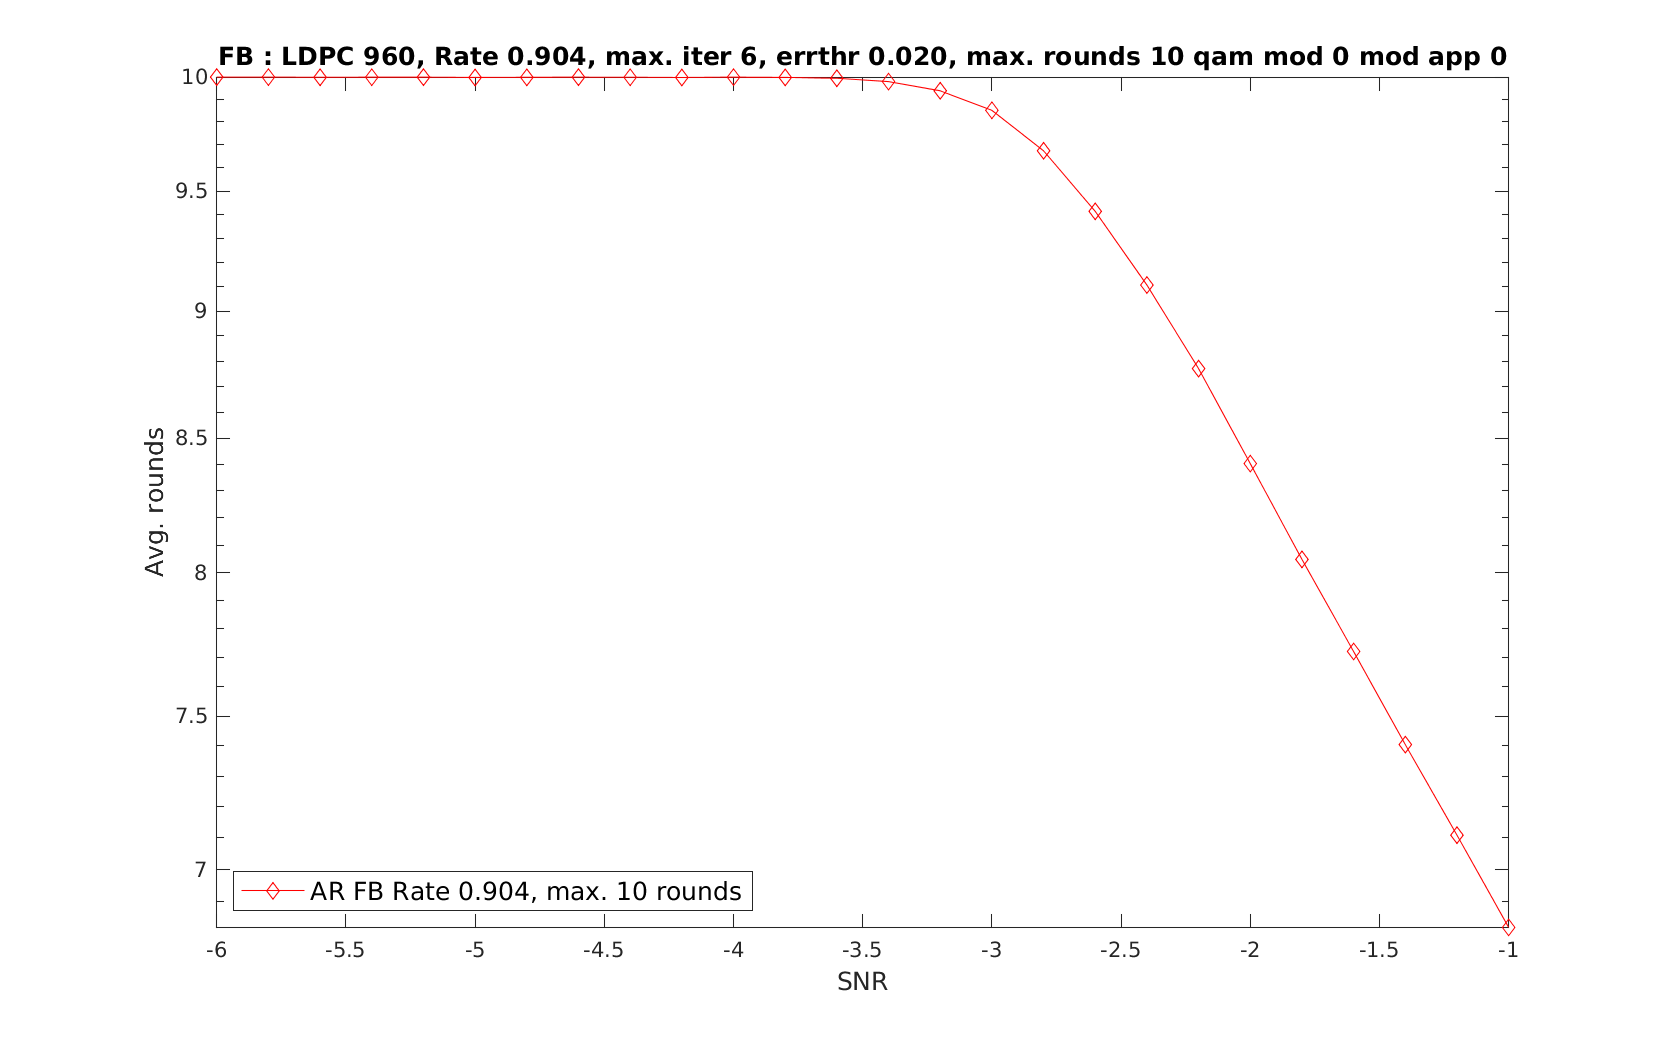 FB : LDPC 960, Rate 0.904, max. iter 6, errthr 0.020, max. rounds 10 qam mod 0 mod app 0
10
9.5
9
8.5
8
7.5
7
Avg. rounds
AR FB Rate 0.904, max. 10 rounds
-6 -5.5 -5 -4.5 -4 -3.5 -3 -2.5 -2 -1.5 -1
SNR